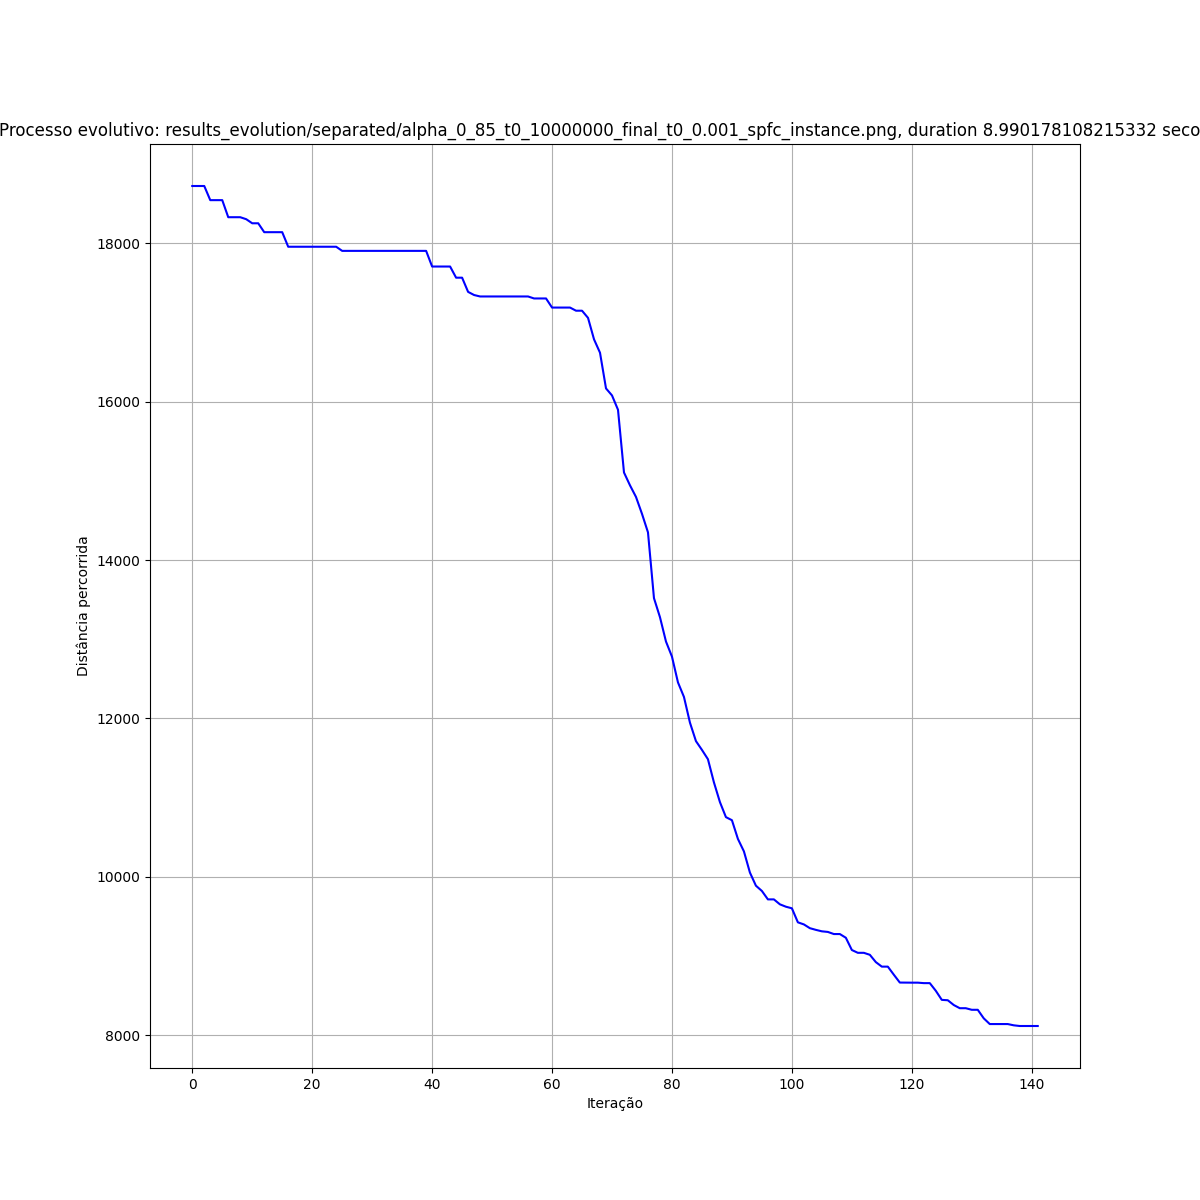 Processo evolutivo: results_evolution/separated/alpha_0_85_t0_10000000_final_t0_0.001_spfc_instance.png, duration 8.990178108215332 seco
18000
16000
14000
12000
10000
8000
Distância percorrida
0 20 40 60 80 100 120 140
Iteração